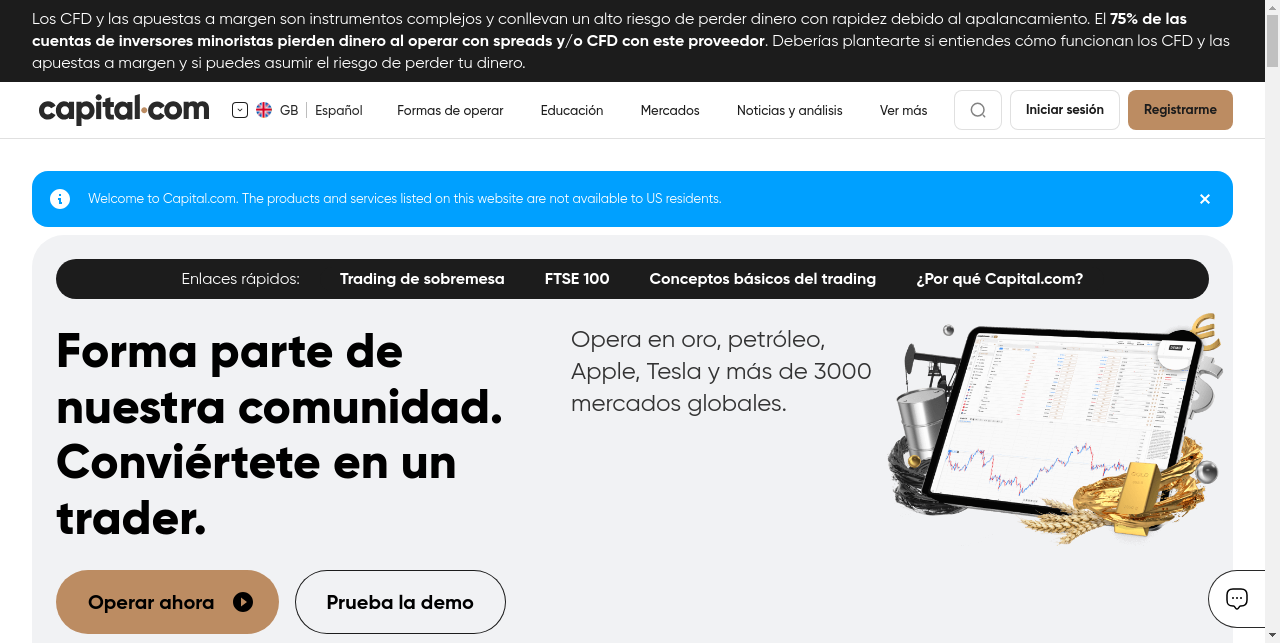 Los CFD y las apuestas a margen son instrumentos complejos y conllevan un alto riesgo de perder dinero con rapidez debido al apalancamiento. El 75% de las
cuentas de inversores minoristas pierden dinero al operar con spreads y/o CFD con este proveedor. Deberías plantearte si entiendes cómo funcionan los CFD y las
apuestas a margen y si puedes asumir el riesgo de perder tu dinero.
capital.com GB Español Formas de operar Educación Mercados Noticias y análisis Ver más Iniciar sesión Registrarme
Welcome to Capital.com. The products and services listed on this website are not available to US residents.
Enlaces rápidos: Trading de sobremesa FTSE 100 Conceptos básicos del trading ¿Por qué Capital.com?
Forma parte de
nuestra comunidad.
Conviértete en un
trader.
Opera en oro, petróleo,
Apple, Tesla y más de 3000
mercados globales.
Operar ahora Prueba la demo